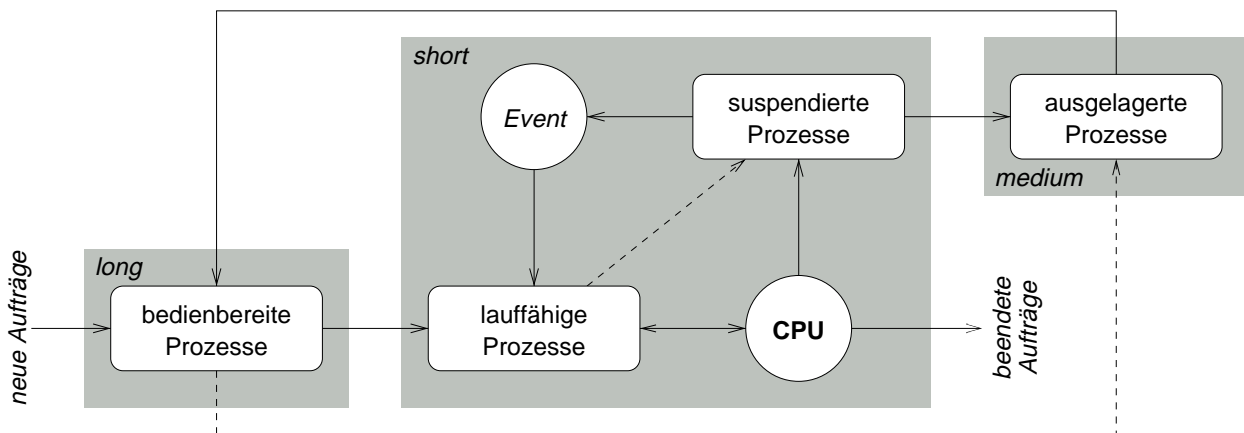 short
suspendierte
Prozesse
ausgelagerte
Prozesse
Event
medium
neue Aufträge
long
bedienbereite
Prozesse
lauffähige
Prozesse
CPU
beendete
Aufträge